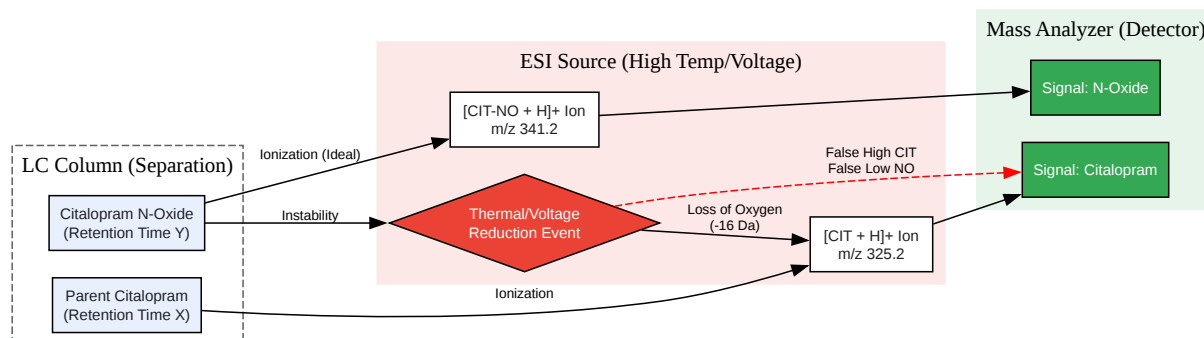 LC Column (Separation)
Citalopram N-Oxide
(Retention Time Y)
Parent Citalopram
(Retention Time X)
Ionization (Ideal)
Instability
Ionization
ESI Source (High Temp/Voltage)
[CIT-NO + H]+ Ion
m/z 341.2
Thermal/Voltage
Reduction Event
Loss of Oxygen
(-16 Da)
[CIT + H]+ Ion
m/z 325.2
False High CIT
False Low NO
Mass Analyzer (Detector)
Signal: N-Oxide
Signal: Citalopram